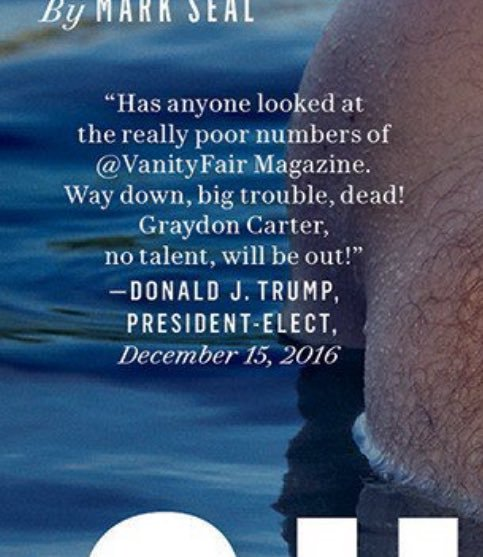 By MARK SEAL
“Has anyone looked at
the really poor numbers of
@VanityFair Magazine.
Way down, big trouble, dead!
Graydon Carter,
no talent, will be out!”
—DONALD J. TRUMP,
PRESIDENT-ELECT,
December 15, 2016